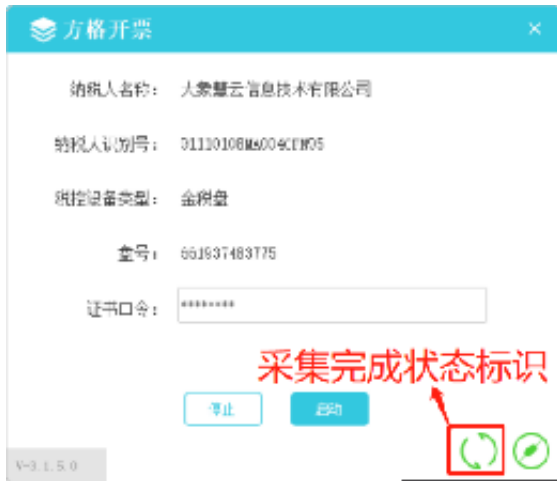 方格开票
纳税人名称： 大象慧云信息技术有限公司
纳税人识别号：
税控设备类型： 金税盘
盘号： 661937483775
证书口令： ********
采集完成状态标识
停止 启动
V-3.1.5.0